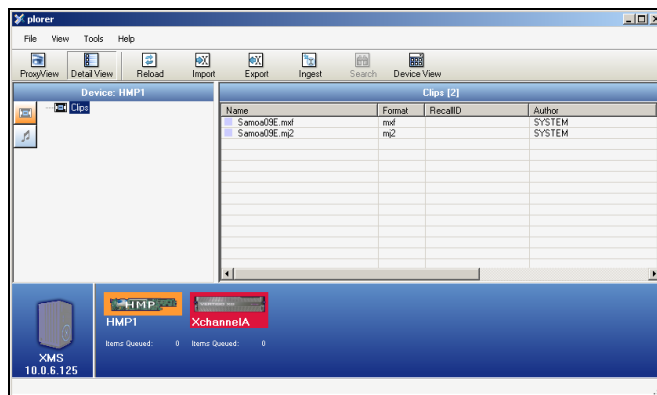 plorer
File View Tools Help
ProxyView Detail View Reload Import Export Ingest Search Device View
Device: HMP1
Clips [2]
Clips
Name Format RecallID Author
Samoa09E.mxf mxf SYSTEM
Samoa09E.mj2 mj2 SYSTEM
HMP
HMP1 XchannelA
Items Queued: 0 Items Queued: 0
XMS
10.0.6.125